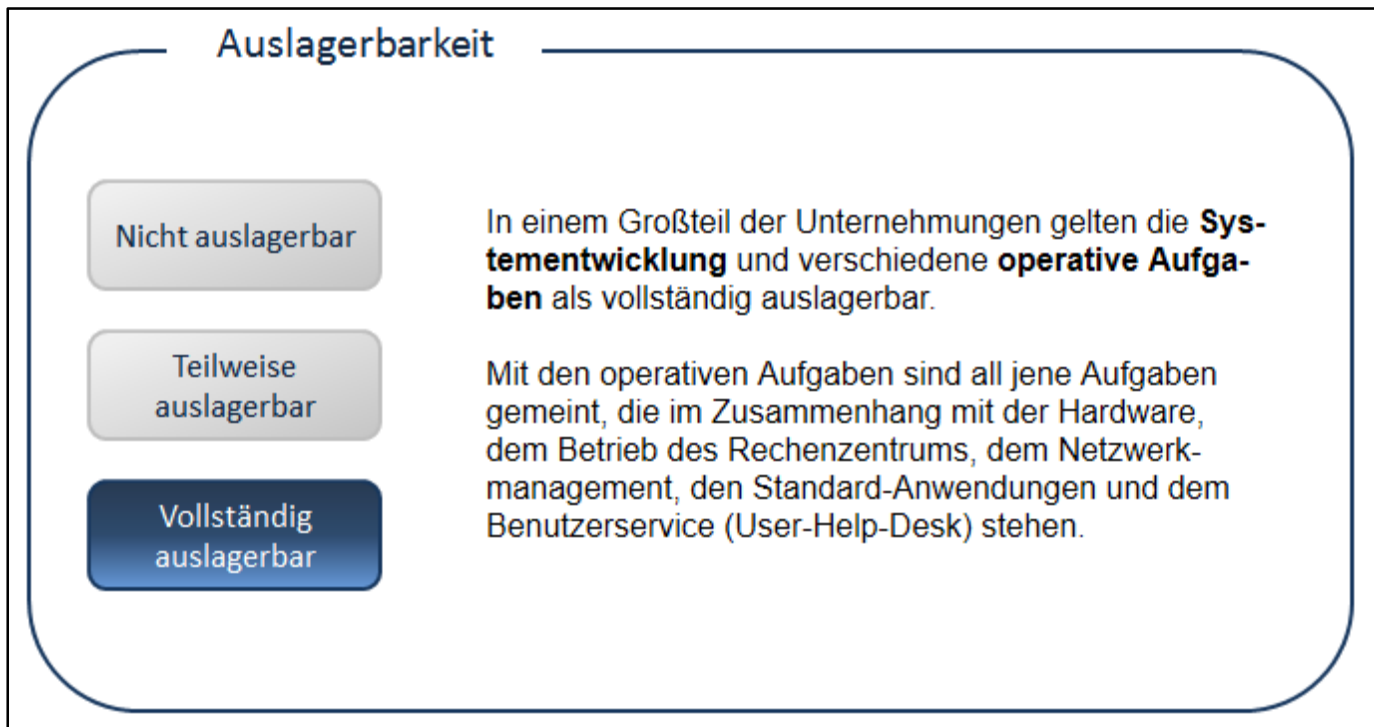 Auslagerbarkeit
Nicht auslagerbar
Teilweise
auslagerbar
Vollständig
auslagerbar
In einem Großteil der Unternehmungen gelten die Sys-
tementwicklung und verschiedene operative Aufga-
ben als vollständig auslagerbar.
Mit den operativen Aufgaben sind all jene Aufgaben
gemeint, die im Zusammenhang mit der Hardware,
dem Betrieb des Rechenzentrums, dem Netzwerk-
management, den Standard-Anwendungen und dem
Benutzerservice (User-Help-Desk) stehen.